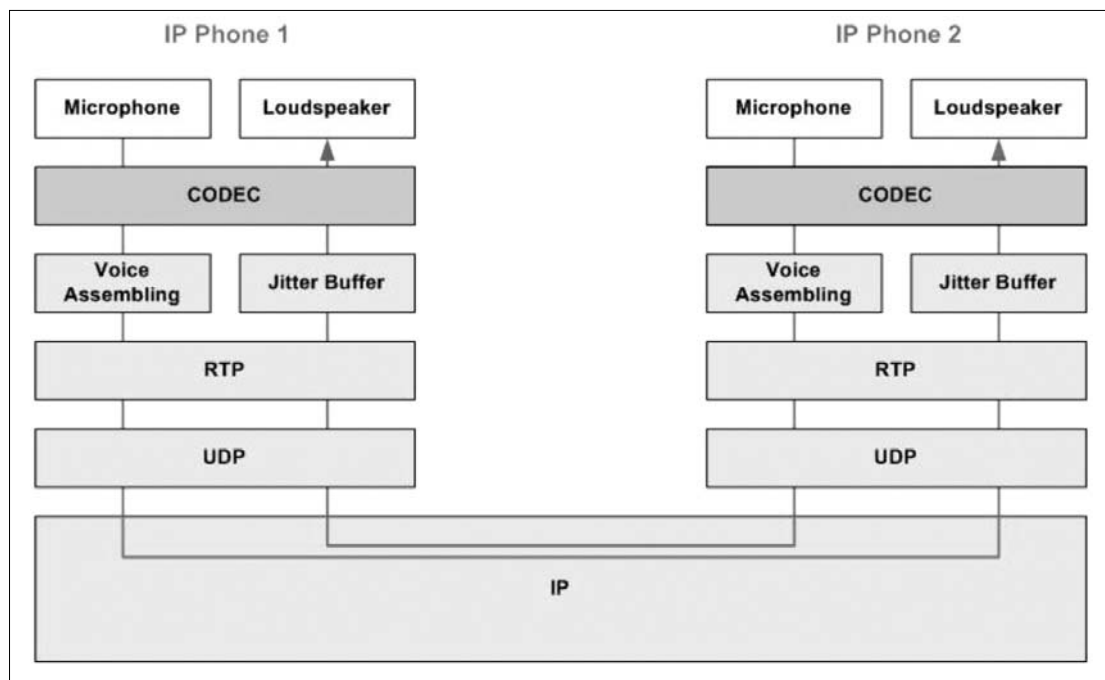 IP Phone 1
IP Phone 2
Microphone
Loudspeaker
Microphone
Loudspeaker
CODEC
CODEC
Voice
Assembling
Jitter Buffer
Voice
Assembling
Jitter Buffer
RTP
RTP
UDP
UDP
IP